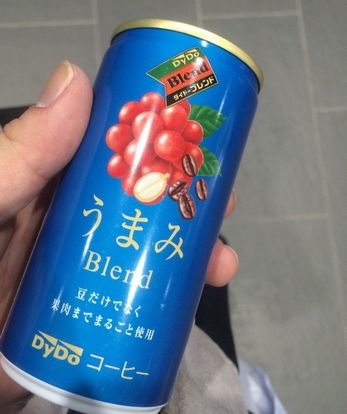 DyDo
Blend
ダイドーブレンド
うまみ
Blend
豆だけでなく
果肉までまるごと使用
DyDo コーヒー